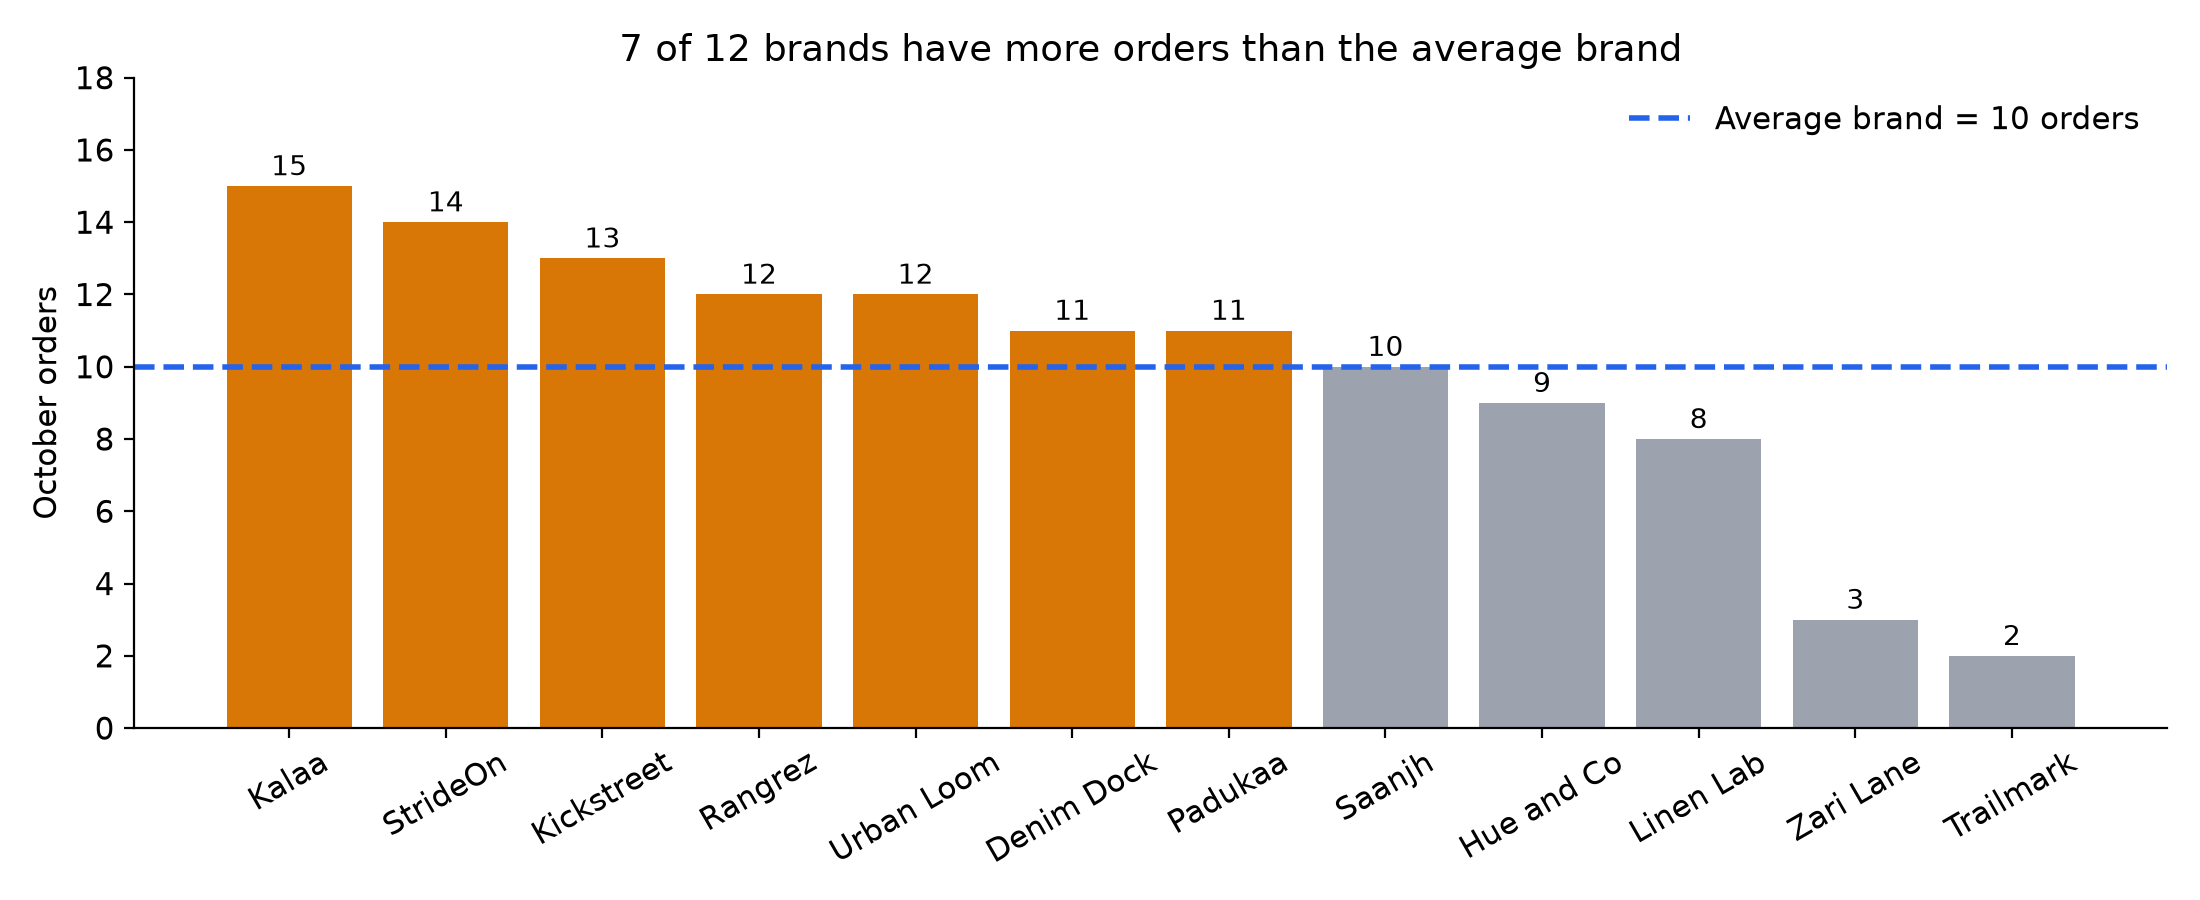 7 of 12 brands have more orders than the average brand
Average brand = 10 orders
October orders
18
16
14
12
10
8
6
4
2
0
15
14
13
12
12
11
11
10
9
8
3
2
Kalaa
StrideOn
Kickstreet
Rangrez
Urban Loom
Denim Dock
Padukaa
Saanjh
Hue and Co
Linen Lab
Zari Lane
Trailmark